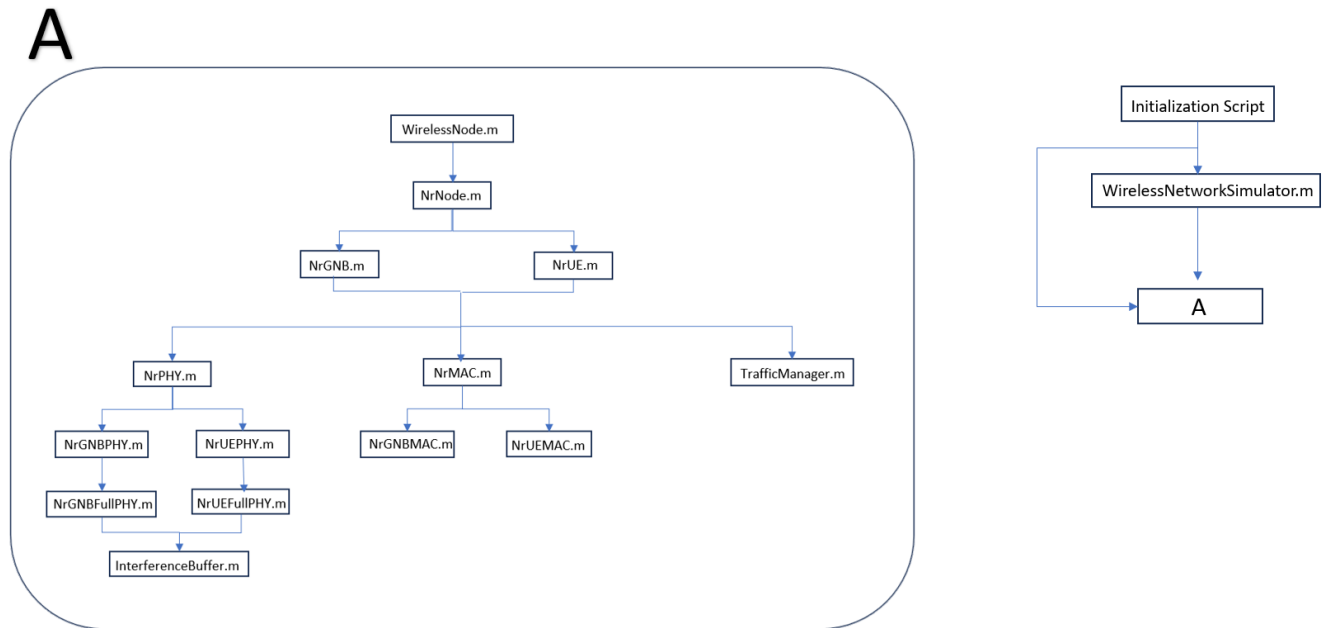 A
WirelessNode.m
NrNode.m
NrGNB.m
NrUE.m
NrPHY.m
NrMAC.m
TrafficManager.m
NrGNBPHY.m
NrUEPHY.m
NrGNBMAC.m
NrUEMAC.m
NrGNBFullPHY.m
NrUEFullPHY.m
InterferenceBuffer.m
Initialization Script
WirelessNetworkSimulator.m
A